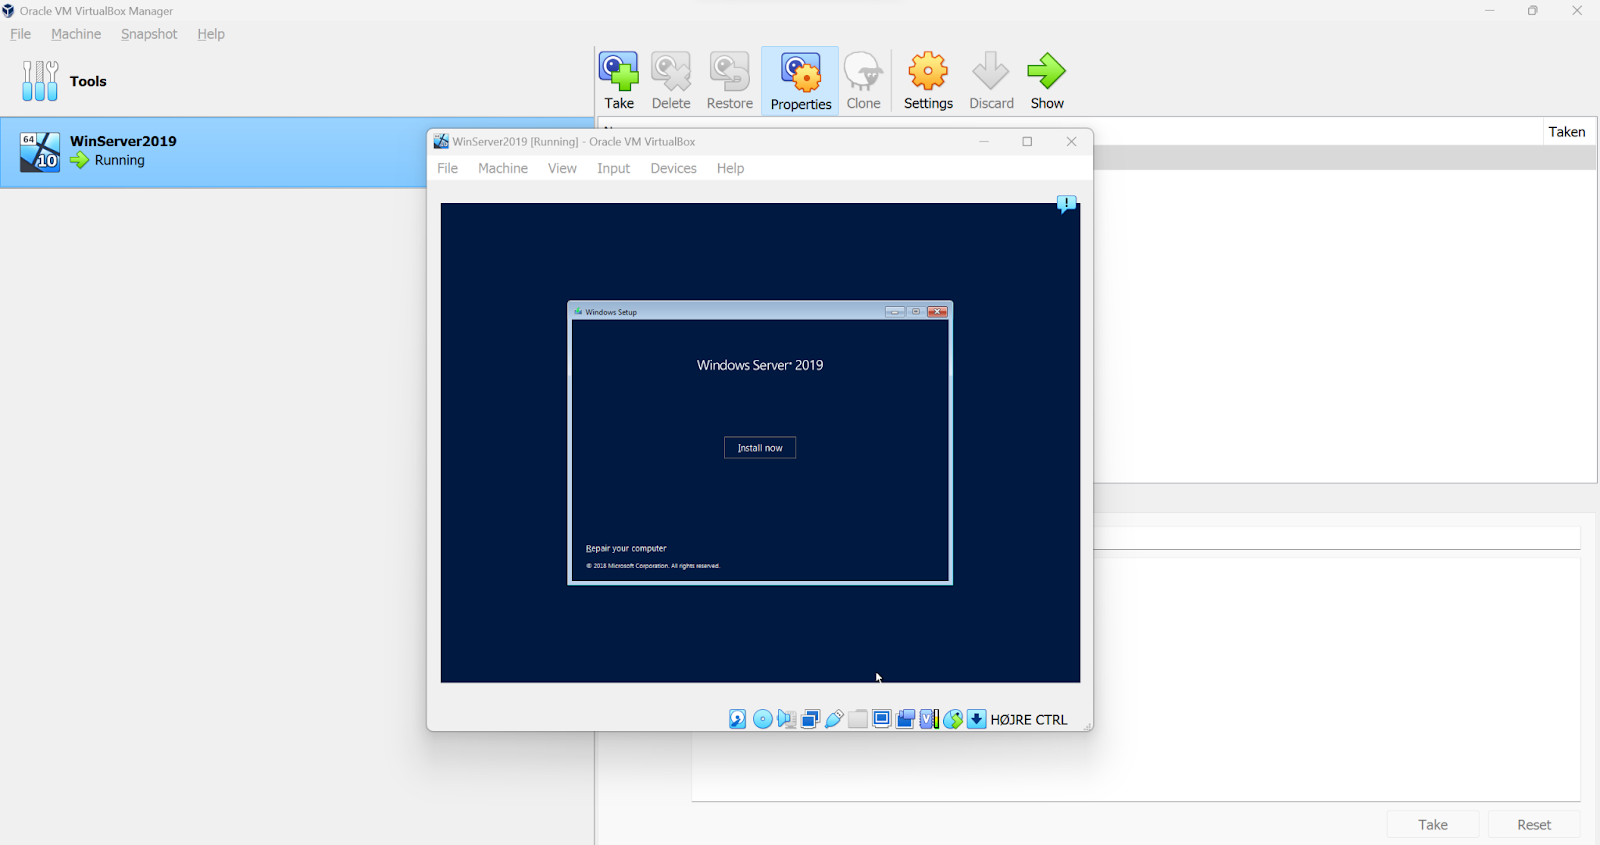 Oracle VM VirtualBox Manager
File Machine Snapshot Help
Tools
Take Delete Restore Properties Clone Settings Discard Show
64
10
WinServer2019
Running
Taken
WinServer2019 [Running] - Oracle VM VirtualBox
File Machine View Input Devices Help
Windows Setup
Windows Server® 2019
Install now
Repair your computer
© 2018 Microsoft Corporation. All rights reserved.
HØJRE CTRL
Take Reset